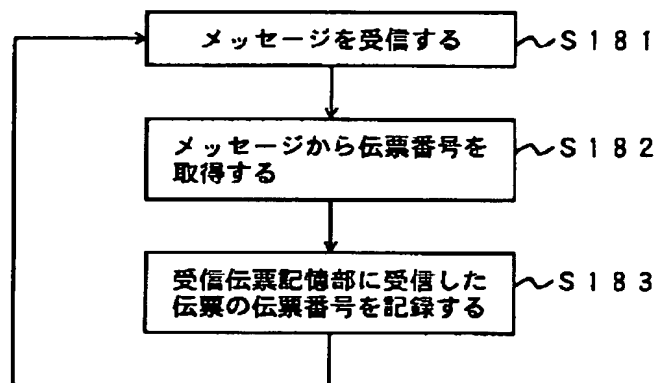 メッセージを受信する
S181
メッセージから伝票番号を
取得する
S182
受信伝票記憶部に受信した
伝票の伝票番号を記録する
S183